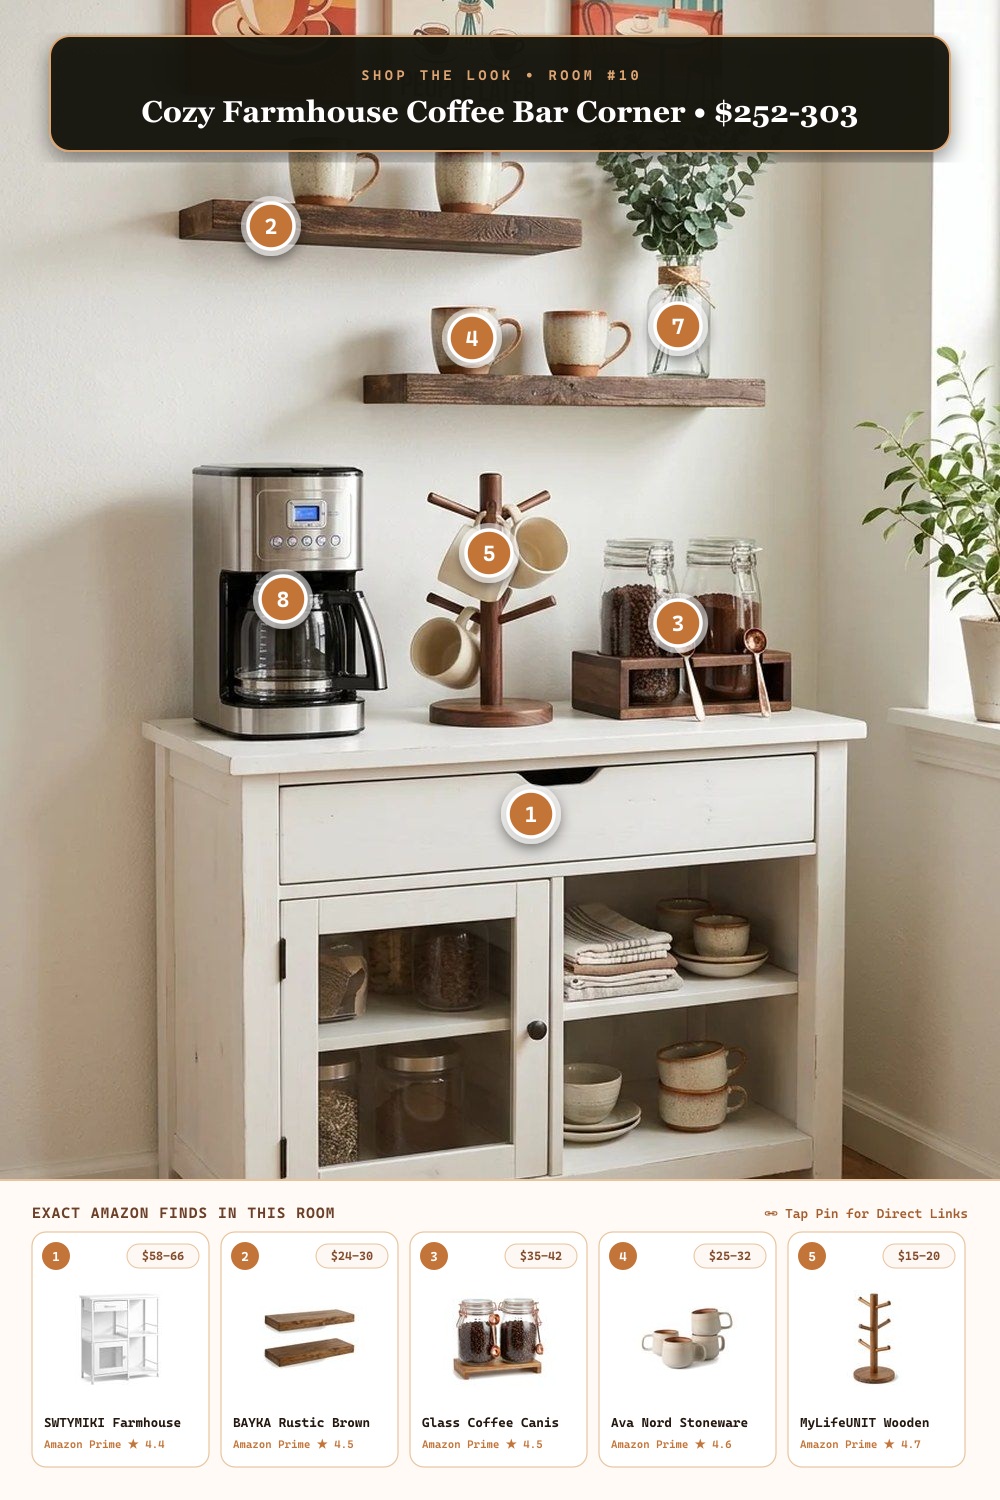 SHOP THE LOOK • ROOM #10
Cozy Farmhouse Coffee Bar Corner • $252-303
2
7
4
5
8
3
1
EXACT AMAZON FINDS IN THIS ROOM
Tap Pin for Direct Links
1
$58-66
SWTYMIKI Farmhouse
Amazon Prime ★ 4.4
2
$24-30
BAYKA Rustic Brown
Amazon Prime ★ 4.5
3
$35-42
Glass Coffee Canis
Amazon Prime ★ 4.5
4
$25-32
Ava Nord Stoneware
Amazon Prime ★ 4.6
5
$15-20
MyLifeUNIT Wooden
Amazon Prime ★ 4.7